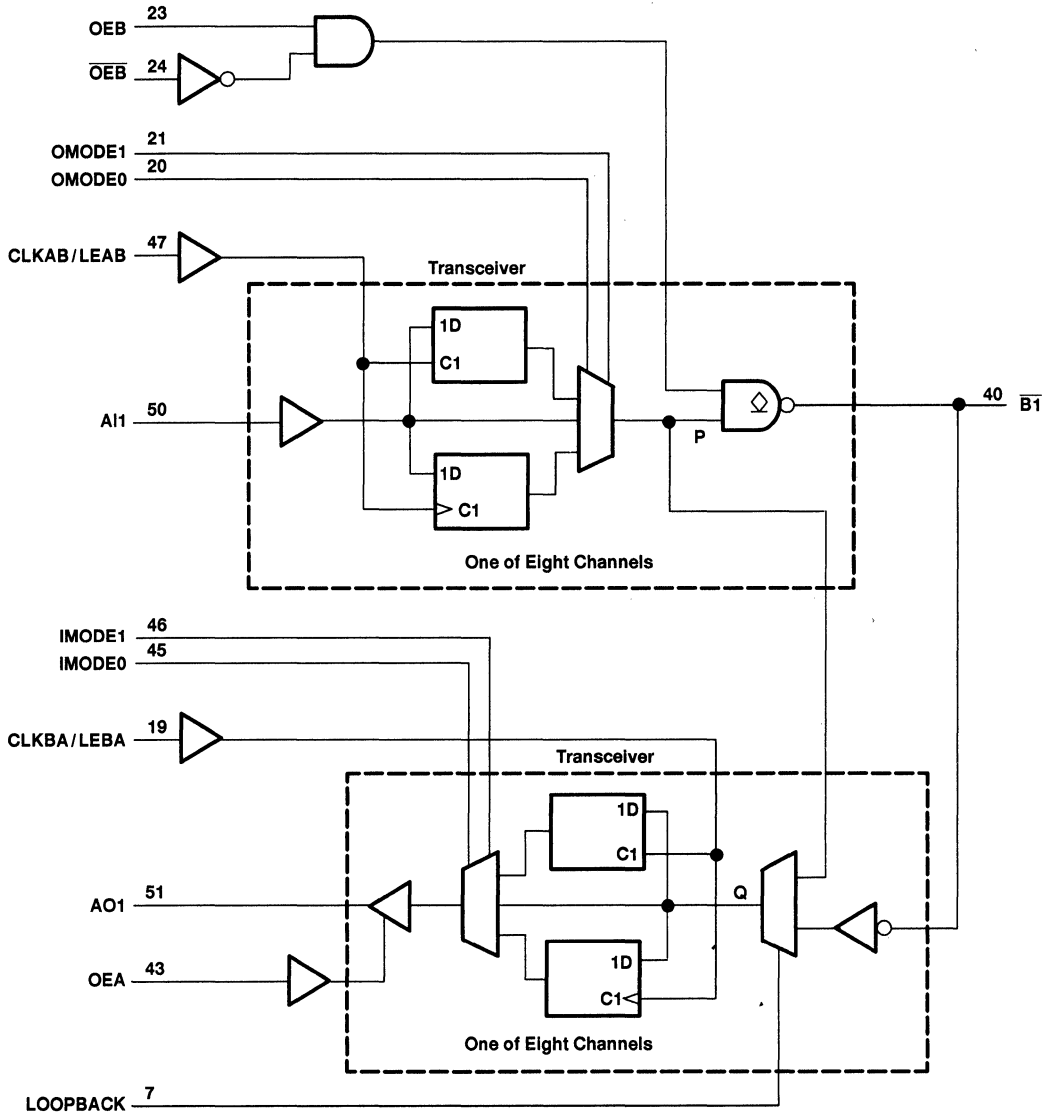 23
OEB
24
O̅E̅B̅
21
OMODE1
20
OMODE0
47
CLKAB/LEAB
Transceiver
1D
C1
50
AI1
P
40
B̅1̅
1D
C1
One of Eight Channels
46
IMODE1
45
IMODE0
19
CLKBA/LEBA
Transceiver
1D
C1
51
AO1
Q
43
OEA
1D
C1
One of Eight Channels
7
LOOPBACK